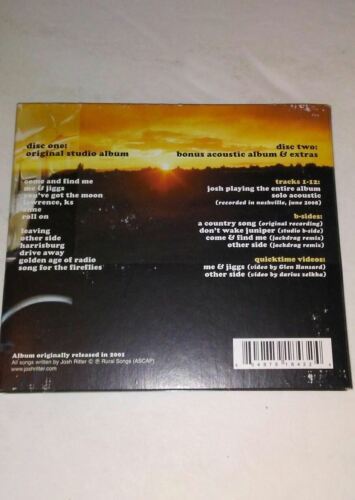 disc one:
original studio album
come and find me
me & jiggs
you've got the moon
lawrence, ks
anne
roll on
leaving
other side
harrisburg
drive away
golden age of radio
song for the fireflies
disc two:
bonus acoustic album & extras
tracks 1-12:
josh playing the entire album
solo acoustic
(recorded in nashville, june 2008)
b-sides:
a country song (original recording)
don't wake juniper (studio b-side)
come & find me (jackdrag remix)
other side (jackdrag remix)
quicktime videos:
me & jiggs (video by Glen Hansard)
other side (video by darius zelkha)
Album originally released in 2001
All songs written by Josh Ritter © ℗ Rural Songs (ASCAP)
www.joshritter.com